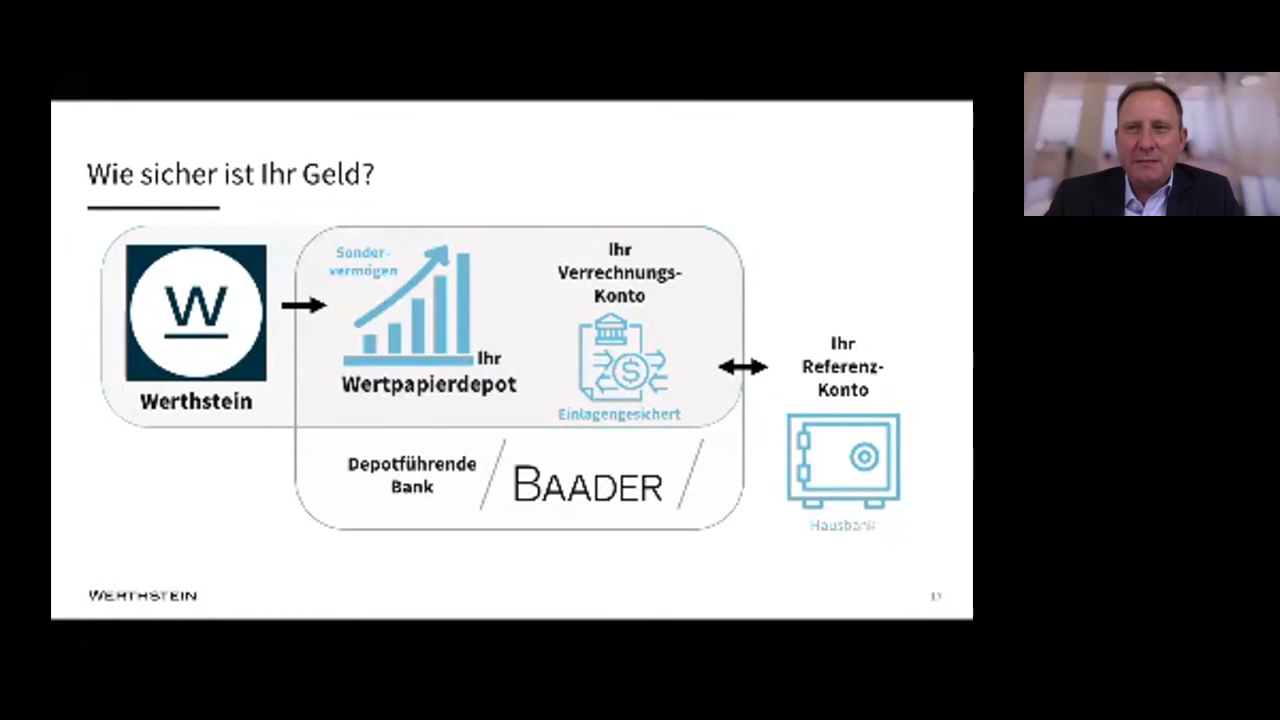 Wie sicher ist Ihr Geld?
W
Werthstein
Sonder-
vermögen
Ihr
Wertpapierdepot
Ihr
Verrechnungs-
Konto
$
Einlagengesichert
Ihr
Referenz-
Konto
Hausbank
Depotführende
Bank
BAADER
WERTHSTEIN
17